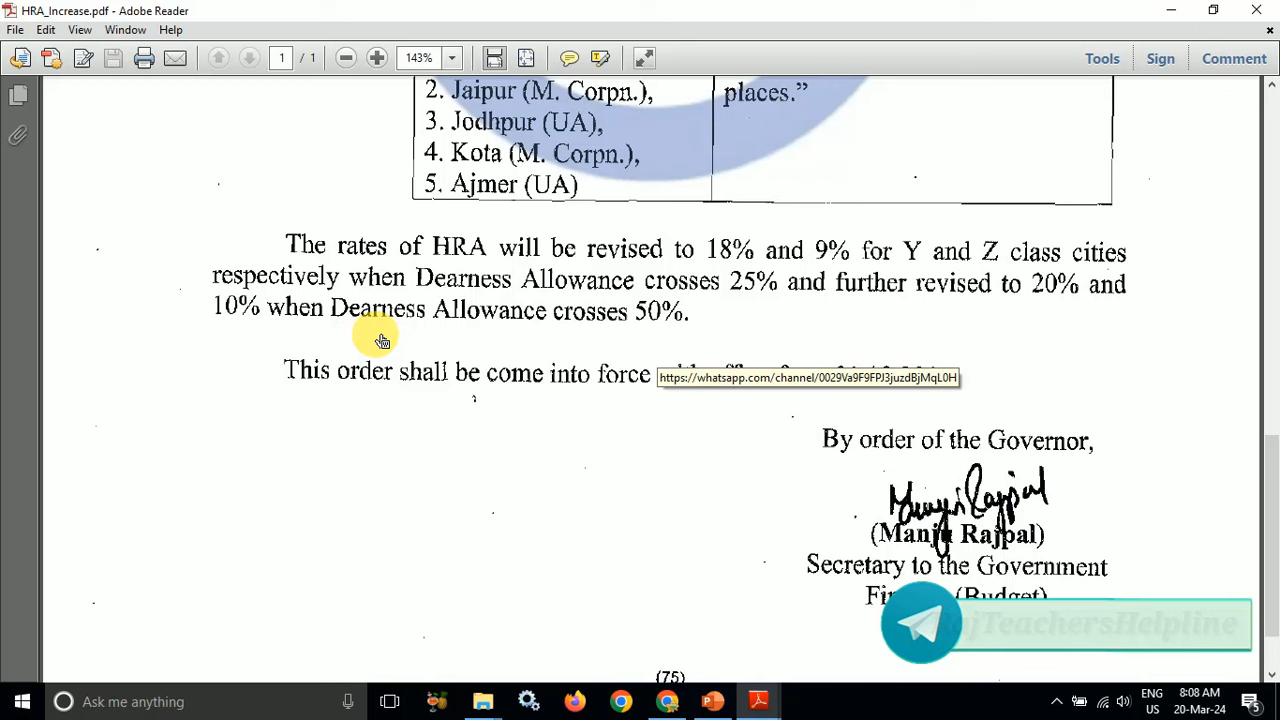 HRA_Increase.pdf - Adobe Reader
File Edit View Window Help
1 / 1 143% Tools Sign Comment
2. Jaipur (M. Corpn.), places.”
3. Jodhpur (UA),
4. Kota (M. Corpn.),
5. Ajmer (UA)
The rates of HRA will be revised to 18% and 9% for Y and Z class cities
respectively when Dearness Allowance crosses 25% and further revised to 20% and
10% when Dearness Allowance crosses 50%.
This order shall be come into force
https://whatsapp.com/channel/0029Va9F9FPJ3juzdBjMqL0H
By order of the Governor,
(Manju Rajpal)
Secretary to the Government
(Budget)
RajTeachersHelpline
(75)
Ask me anything
ENG 8:08 AM
US 20-Mar-24 5